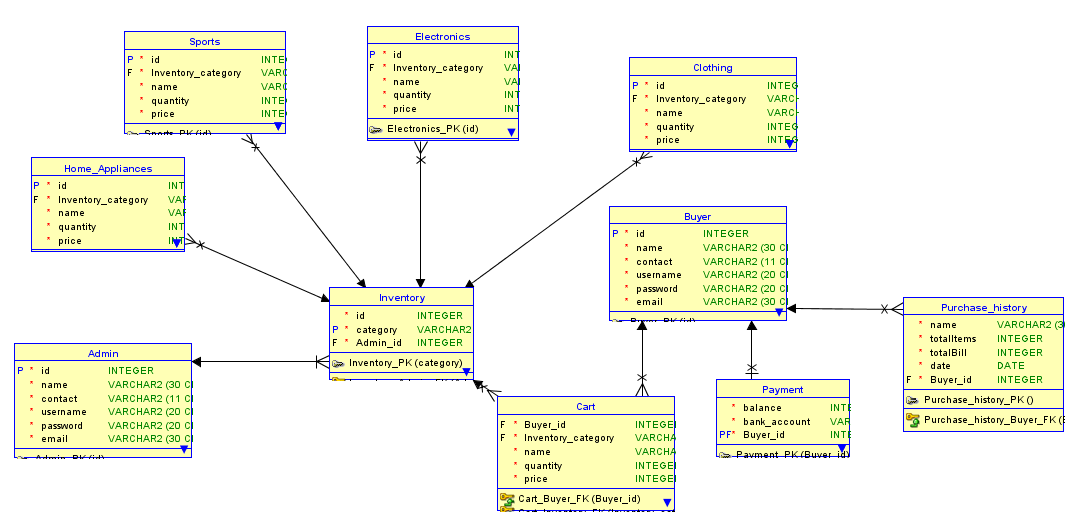 Sports
P * id INTE
F * Inventory_category VARC
* name VARC
* quantity INTE
* price INTE
Sports_PK (id)
Electronics
P * id INT
F * Inventory_category VA
* name VA
* quantity INT
* price INT
Electronics_PK (id)
Clothing
P * id INTEG
F * Inventory_category VARC
* name VARC
* quantity INTEG
* price INTEG
Home_Appliances
P * id INT
F * Inventory_category VAR
* name VAR
* quantity INT
* price INT
Buyer
P * id INTEGER
* name VARCHAR2 (30 C
* contact VARCHAR2 (11 C
* username VARCHAR2 (20 C
* password VARCHAR2 (20 C
* email VARCHAR2 (30 C
Buyer_PK (id)
Inventory
* id INTEGER
P * category VARCHAR2
F * Admin_id INTEGER
Inventory_PK (category)
Purchase_history
* name VARCHAR2 (3
* totalItems INTEGER
* totalBill INTEGER
* date DATE
F * Buyer_id INTEGER
Purchase_history_PK ()
Purchase_history_Buyer_FK (
Admin
P * id INTEGER
* name VARCHAR2 (30 C
* contact VARCHAR2 (11 C
* username VARCHAR2 (20 C
* password VARCHAR2 (20 C
* email VARCHAR2 (30 C
Admin_PK (id)
Cart
F * Buyer_id INTEGE
F * Inventory_category VARCHA
* name VARCHA
* quantity INTEGE
* price INTEGE
Cart_Buyer_FK (Buyer_id)
Payment
* balance INTE
* bank_account VAR
PF* Buyer_id INTE
Payment_PK (Buyer_id)